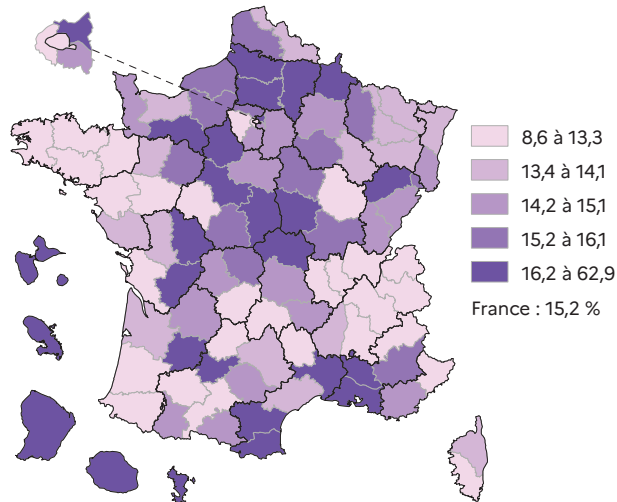 8,6 à 13,3
13,4 à 14,1
14,2 à 15,1
15,2 à 16,1
16,2 à 62,9
France : 15,2 %